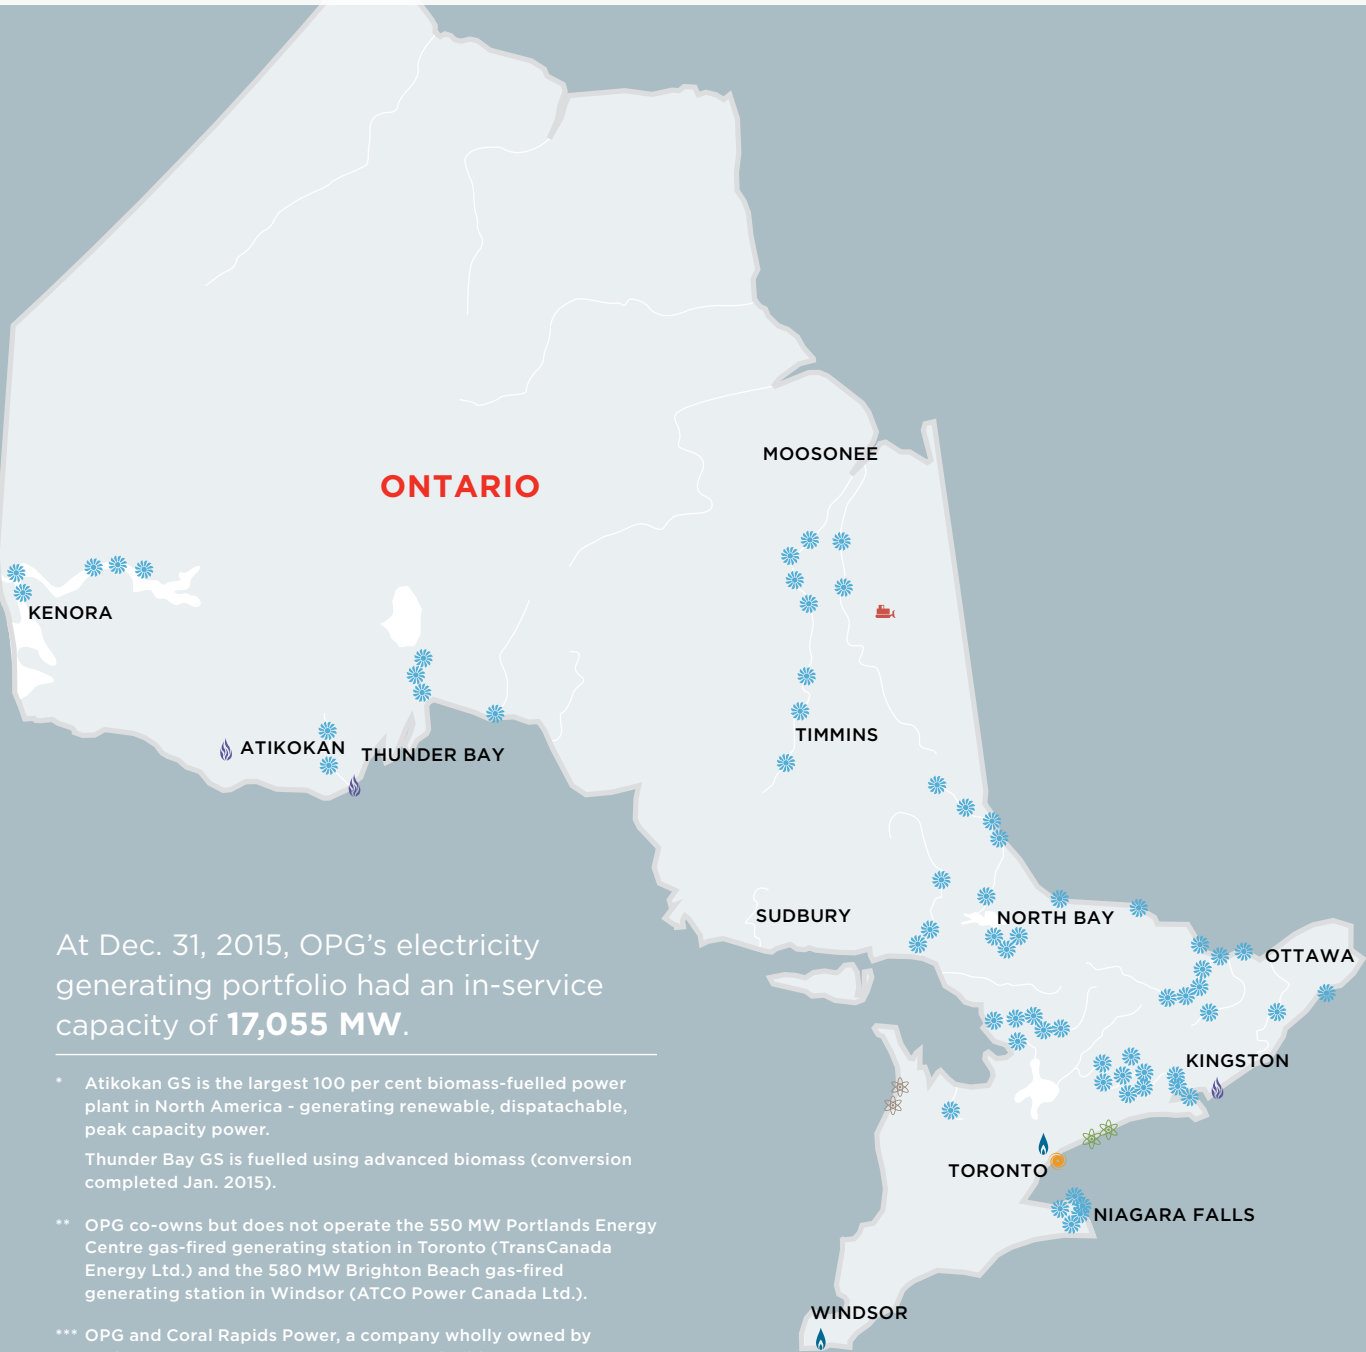 MOOSONEE
ONTARIO
KENORA
TIMMINS
ATIKOKAN
THUNDER BAY
SUDBURY
NORTH BAY
OTTAWA
KINGSTON
TORONTO
NIAGARA FALLS
WINDSOR
At Dec. 31, 2015, OPG's electricity
generating portfolio had an in-service
capacity of 17,055 MW.
* Atikokan GS is the largest 100 per cent biomass-fuelled power
plant in North America - generating renewable, dispatachable,
peak capacity power.
Thunder Bay GS is fuelled using advanced biomass (conversion
completed Jan. 2015).
** OPG co-owns but does not operate the 550 MW Portlands Energy
Centre gas-fired generating station in Toronto (TransCanada
Energy Ltd.) and the 580 MW Brighton Beach gas-fired
generating station in Windsor (ATCO Power Canada Ltd.).
*** OPG and Coral Rapids Power, a company wholly owned by